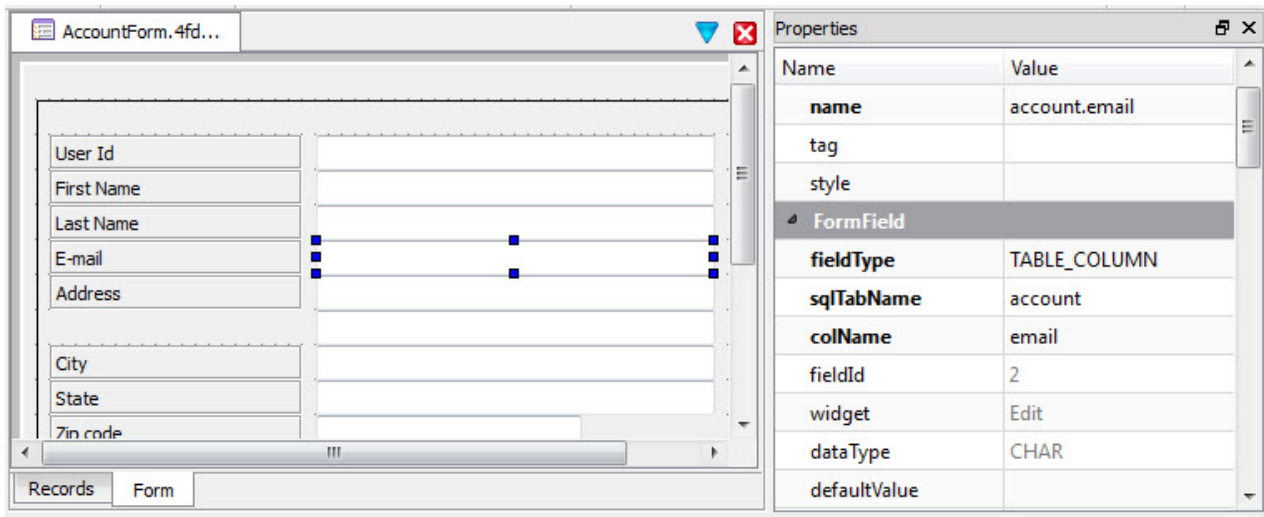 AccountForm.4fd...
User Id
First Name
Last Name
E-mail
Address
City
State
Zip code
Records Form
Properties
Name Value
name account.email
tag
style
FormField
fieldType TABLE_COLUMN
sqlTabName account
colName email
fieldId 2
widget Edit
dataType CHAR
defaultValue